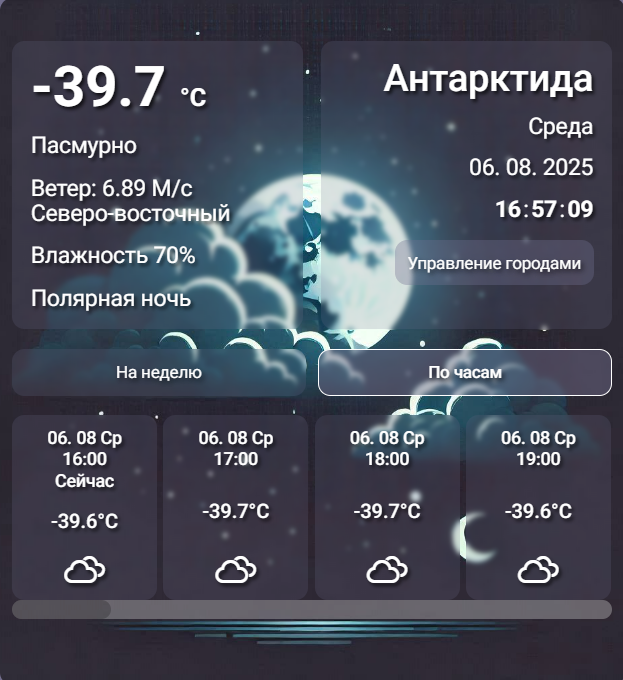 -39.7 °C
Пасмурно
Ветер: 6.89 М/с
Северо-восточный
Влажность 70%
Полярная ночь
Антарктида
Среда
06. 08. 2025
16:57:09
Управление городами
На неделю
По часам
06. 08 Ср
16:00
Сейчас
-39.6°C
06. 08 Ср
17:00
-39.7°C
06. 08 Ср
18:00
-39.7°C
06. 08 Ср
19:00
-39.6°C